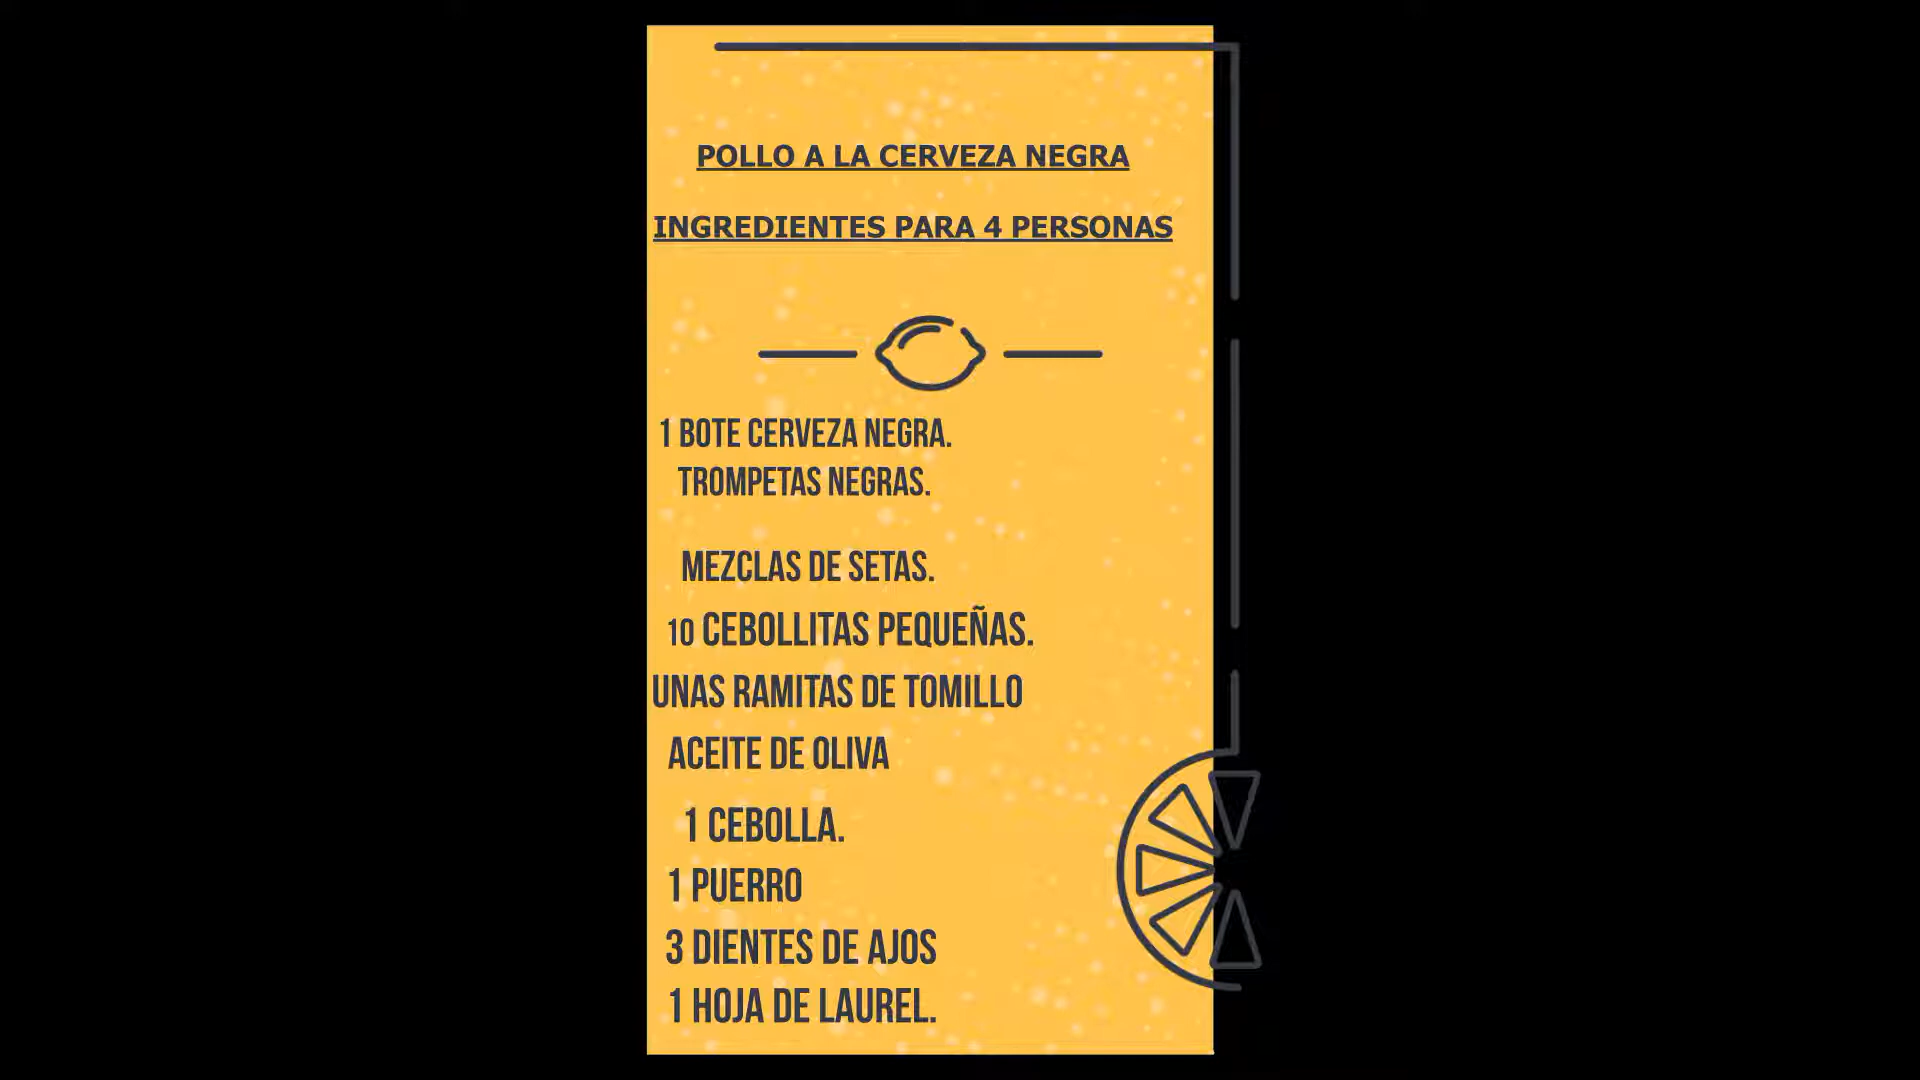 POLLO A LA CERVEZA NEGRA
INGREDIENTES PARA 4 PERSONAS
1 BOTE CERVEZA NEGRA.
TROMPETAS NEGRAS.
MEZCLAS DE SETAS.
10 CEBOLLITAS PEQUEÑAS.
UNAS RAMITAS DE TOMILLO
ACEITE DE OLIVA
1 CEBOLLA.
1 PUERRO
3 DIENTES DE AJOS
1 HOJA DE LAUREL.